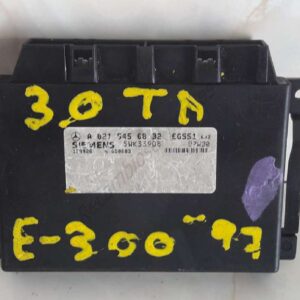 30 TA
A 021 545 68 32 EGS51
SIEMENS 5WK33908
E-300 97